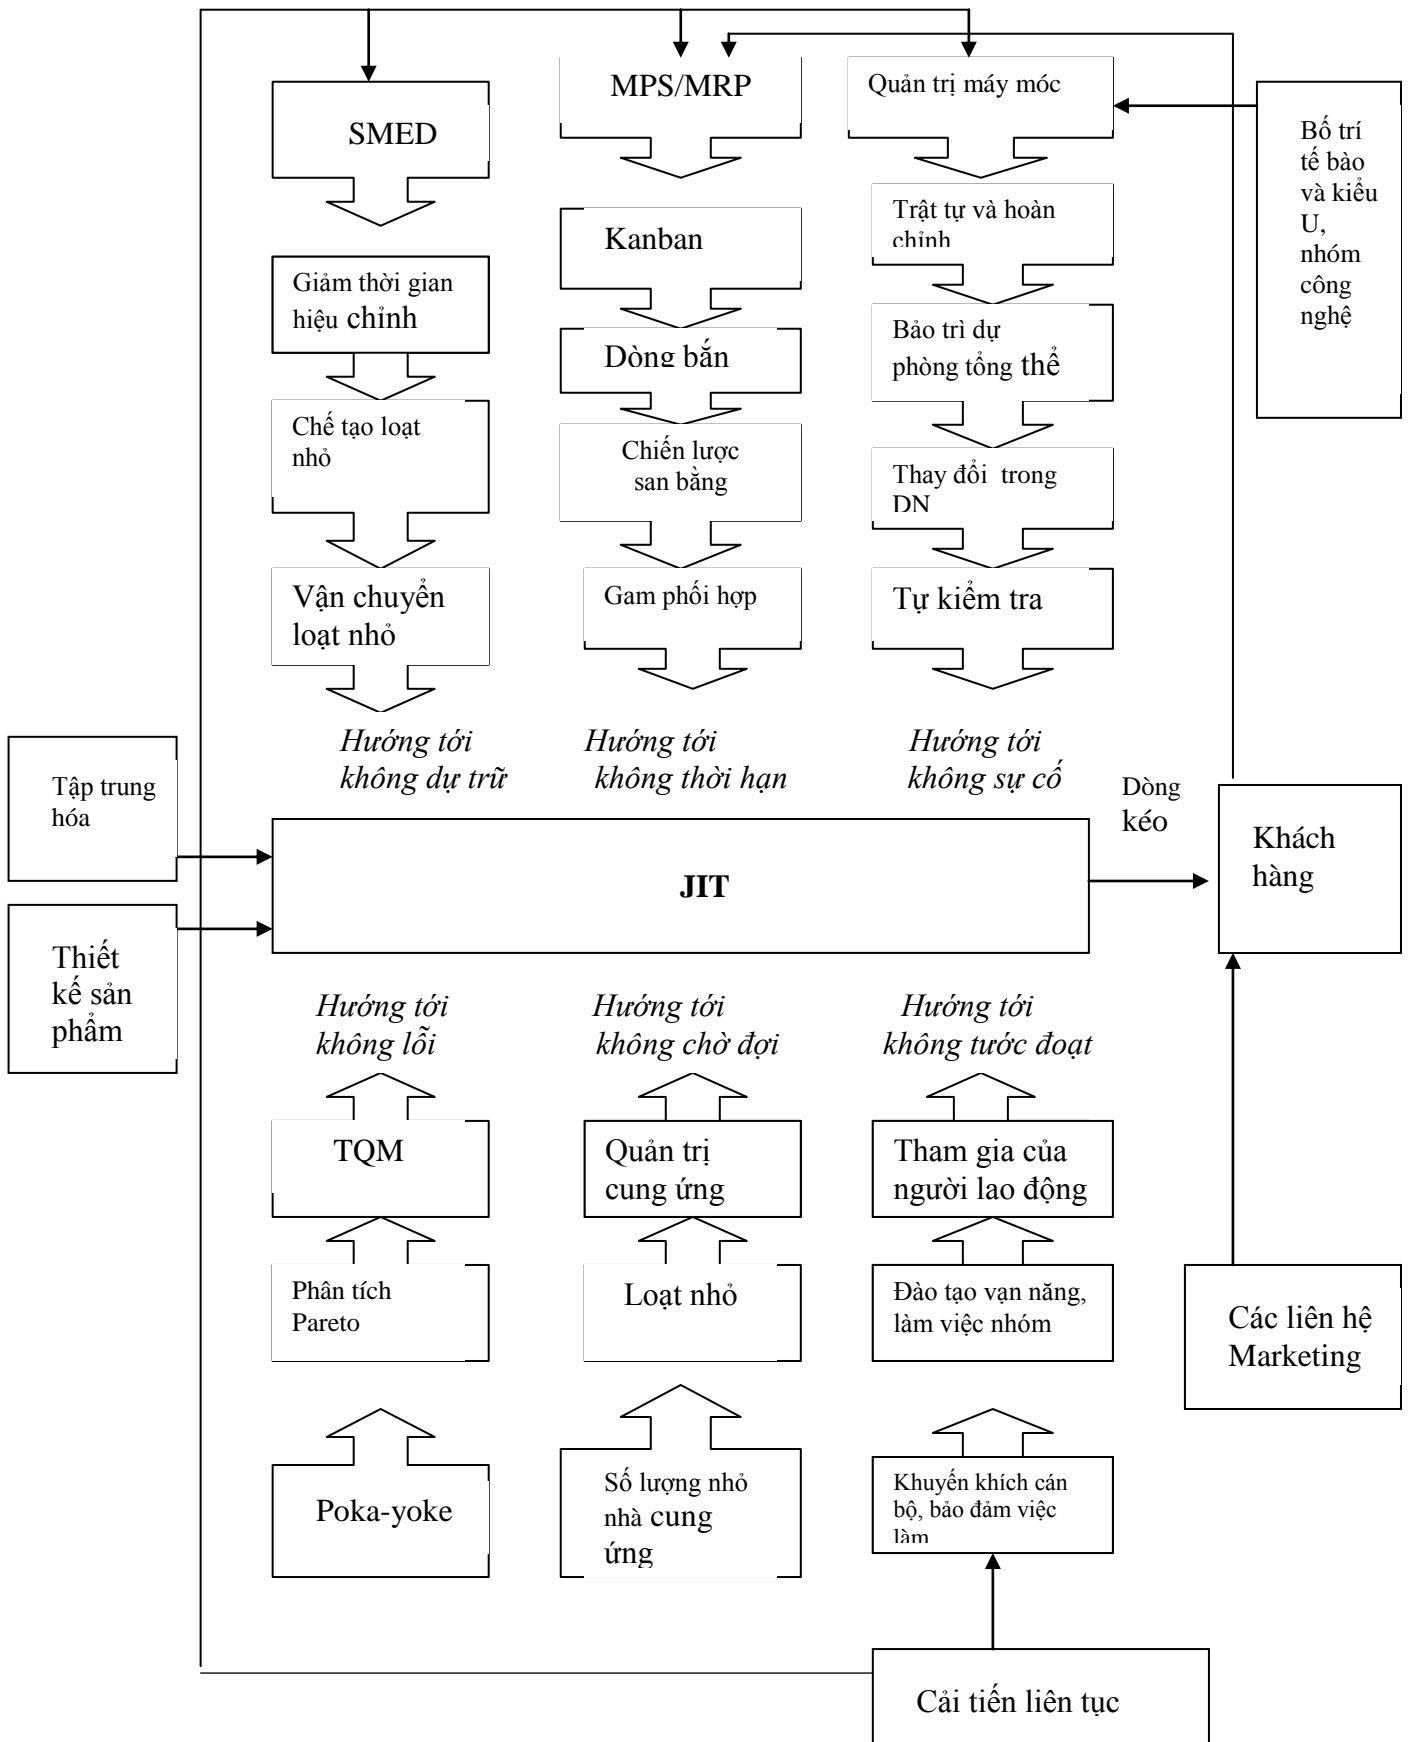 SMED
MPS/MRP
Quản trị máy móc
Bố trí
tế bào
và kiểu
U,
nhóm
công
nghệ
Giảm thời gian
hiệu chỉnh
Kanban
Trật tự và hoàn
chỉnh
Chế tạo loạt
nhỏ
Dòng bắn
Bảo trì dự
phòng tổng thể
Chiến lược
san bằng
Thay đổi trong
DN
Vận chuyển
loạt nhỏ
Gam phối hợp
Tự kiểm tra
Hướng tới
không dự trữ
Hướng tới
không thời hạn
Hướng tới
không sự cố
Tập trung
hóa
Dòng
kéo
JIT
Khách
hàng
Thiết
kế sản
phẩm
Hướng tới
không lỗi
Hướng tới
không chờ đợi
Hướng tới
không tước đoạt
TQM
Quản trị
cung ứng
Tham gia của
người lao động
Phân tích
Pareto
Loạt nhỏ
Đào tạo vạn năng,
làm việc nhóm
Các liên hệ
Marketing
Poka-yoke
Số lượng nhỏ
nhà cung
ứng
Khuyến khích cán
bộ, bảo đảm việc
làm
Cải tiến liên tục